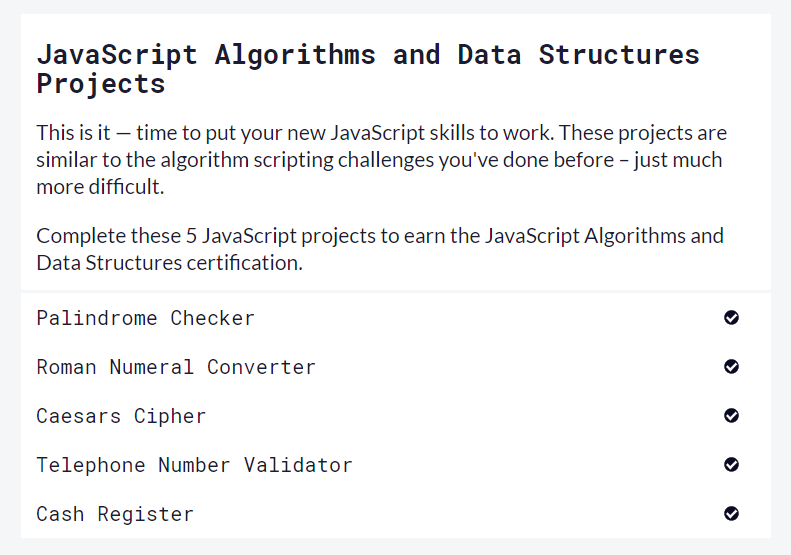 JavaScript Algorithms and Data Structures
Projects
This is it — time to put your new JavaScript skills to work. These projects are
similar to the algorithm scripting challenges you've done before – just much
more difficult.
Complete these 5 JavaScript projects to earn the JavaScript Algorithms and
Data Structures certification.
Palindrome Checker
Roman Numeral Converter
Caesars Cipher
Telephone Number Validator
Cash Register